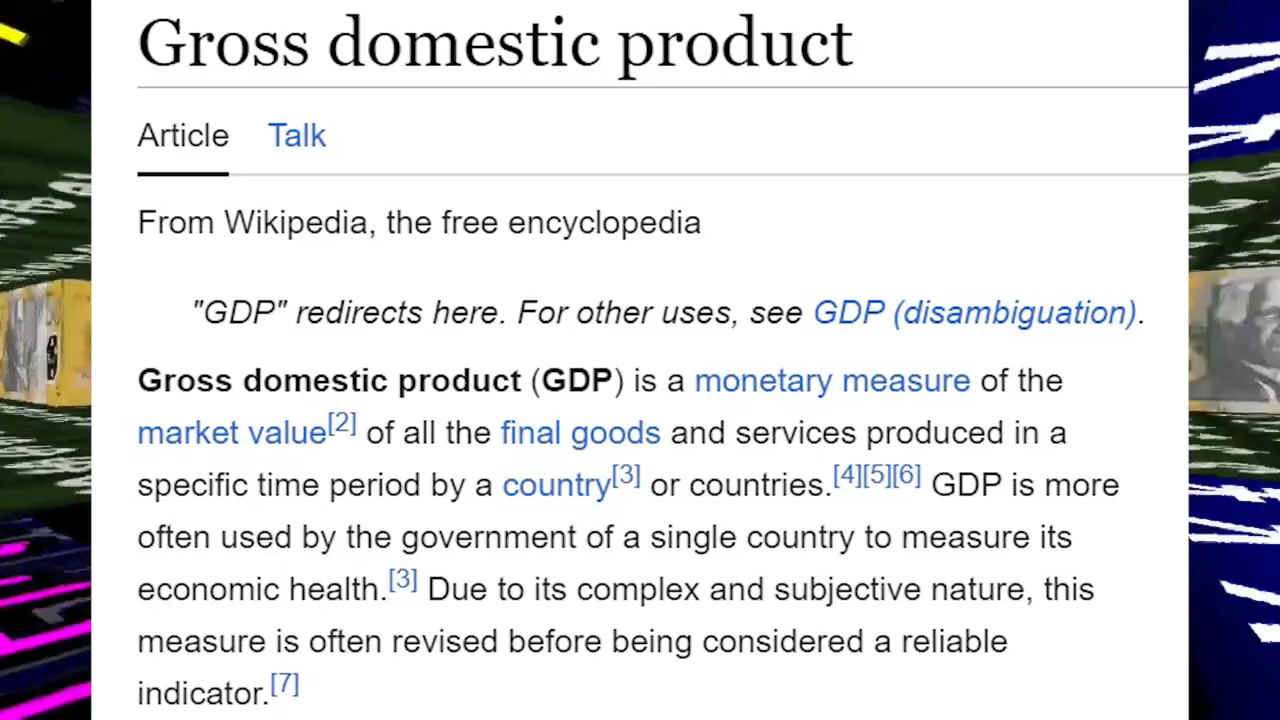 Gross domestic product
Article Talk
From Wikipedia, the free encyclopedia
"GDP" redirects here. For other uses, see GDP (disambiguation).
Gross domestic product (GDP) is a monetary measure of the
market value[2] of all the final goods and services produced in a
specific time period by a country[3] or countries.[4][5][6] GDP is more
often used by the government of a single country to measure its
economic health.[3] Due to its complex and subjective nature, this
measure is often revised before being considered a reliable
indicator.[7]